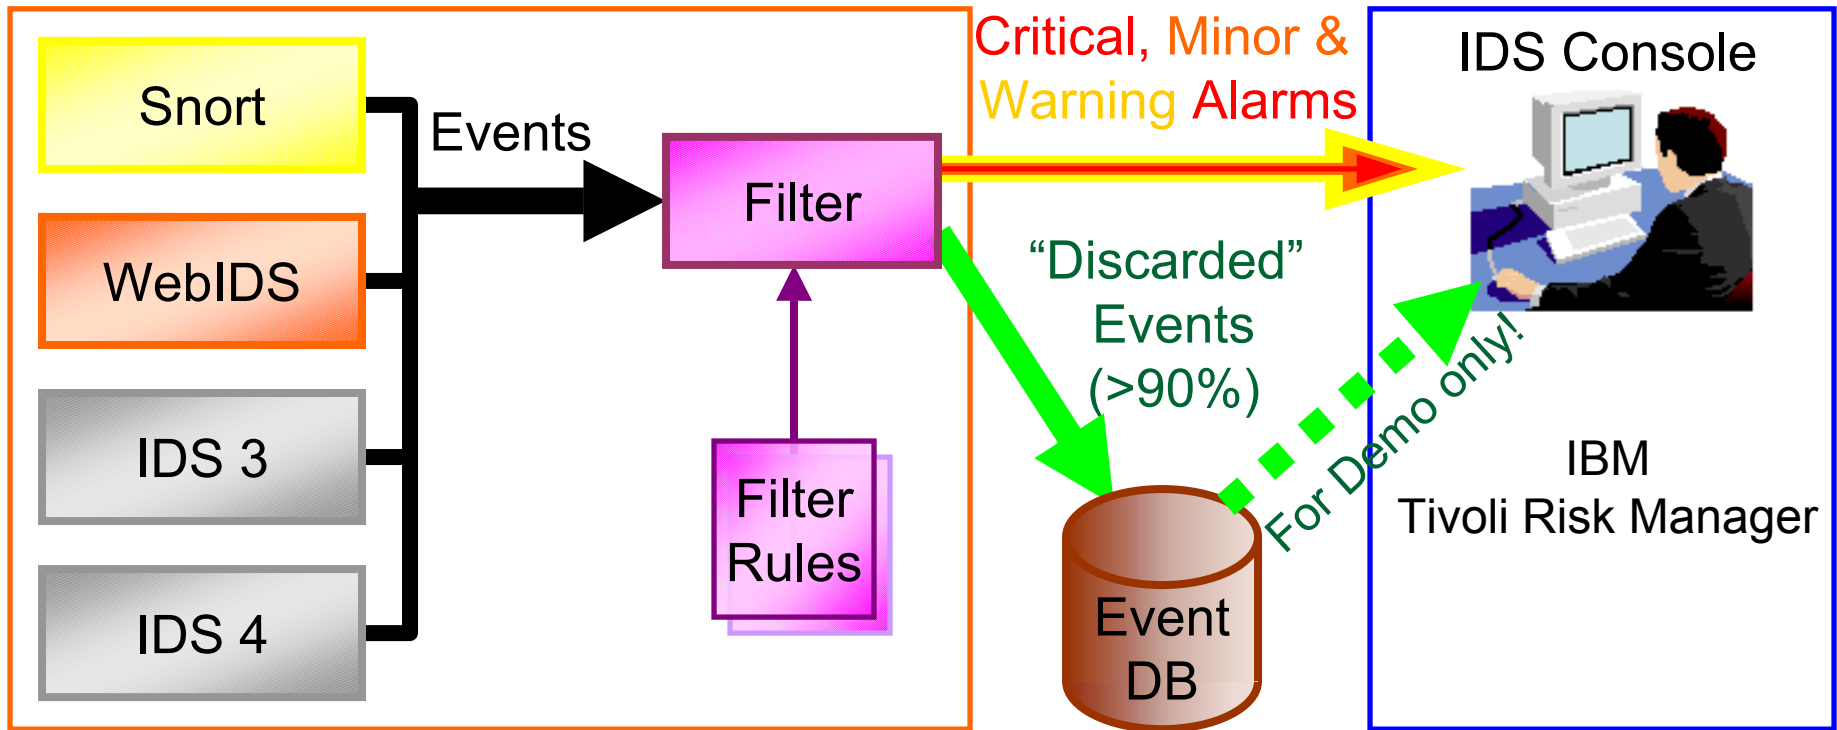 Snort
WebIDS
IDS 3
IDS 4
Events
Filter
Filter
Rules
Critical, Minor &
Warning Alarms
“Discarded”
Events
(>90%)
Event
DB
For Demo only!
IDS Console
IBM
Tivoli Risk Manager